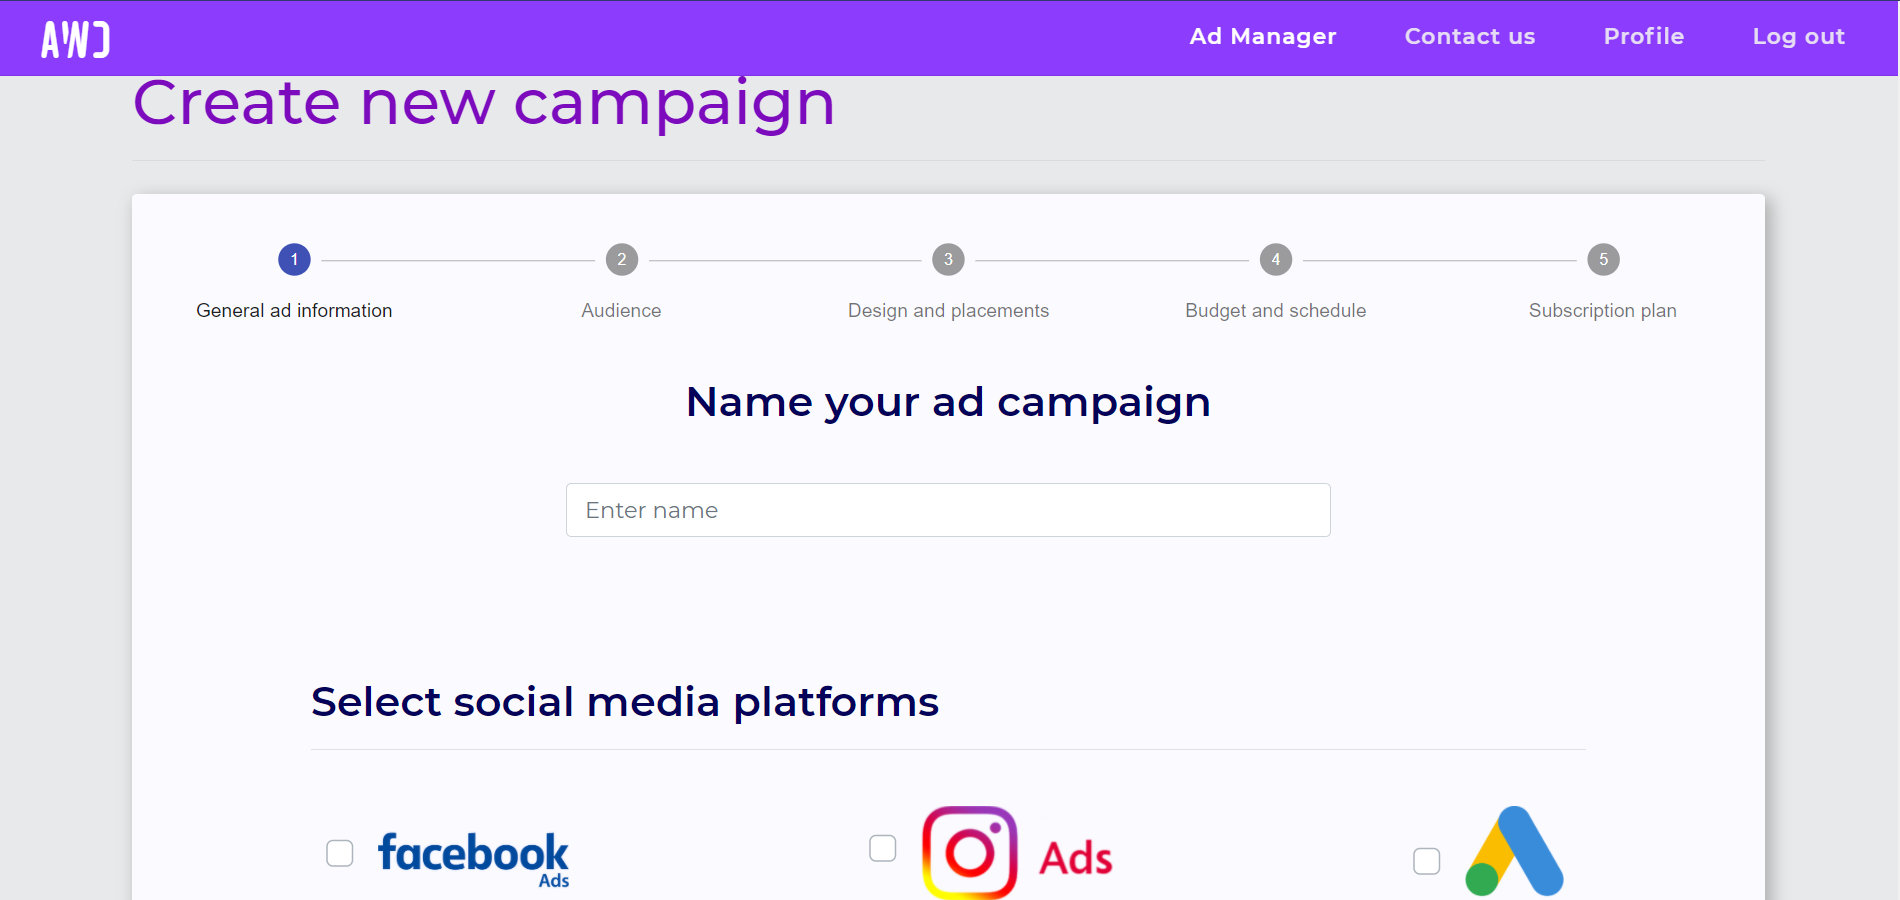 AWD
Ad Manager Contact us Profile Log out
Create new campaign
1 2 3 4 5
General ad information Audience Design and placements Budget and schedule Subscription plan
Name your ad campaign
Enter name
Select social media platforms
facebook Ads
Ads